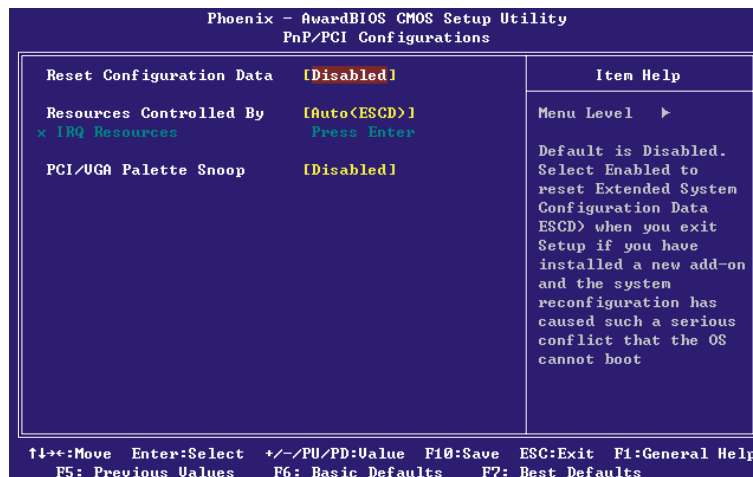 Phoenix - AwardBIOS CMOS Setup Utility
PnP/PCI Configurations
Reset Configuration Data [Disabled]
Resources Controlled By [Auto(ESCD)]
x IRQ Resources Press Enter
PCI/VGA Palette Snoop [Disabled]
Item Help
Menu Level ►
Default is Disabled.
Select Enabled to
reset Extended System
Configuration Data
ESCD) when you exit
Setup if you have
installed a new add-on
and the system
reconfiguration has
caused such a serious
conflict that the OS
cannot boot
↑↓→←:Move Enter:Select +/-/PU/PD:Value F10:Save ESC:Exit F1:General Help
F5: Previous Values F6: Basic Defaults F7: Best Defaults